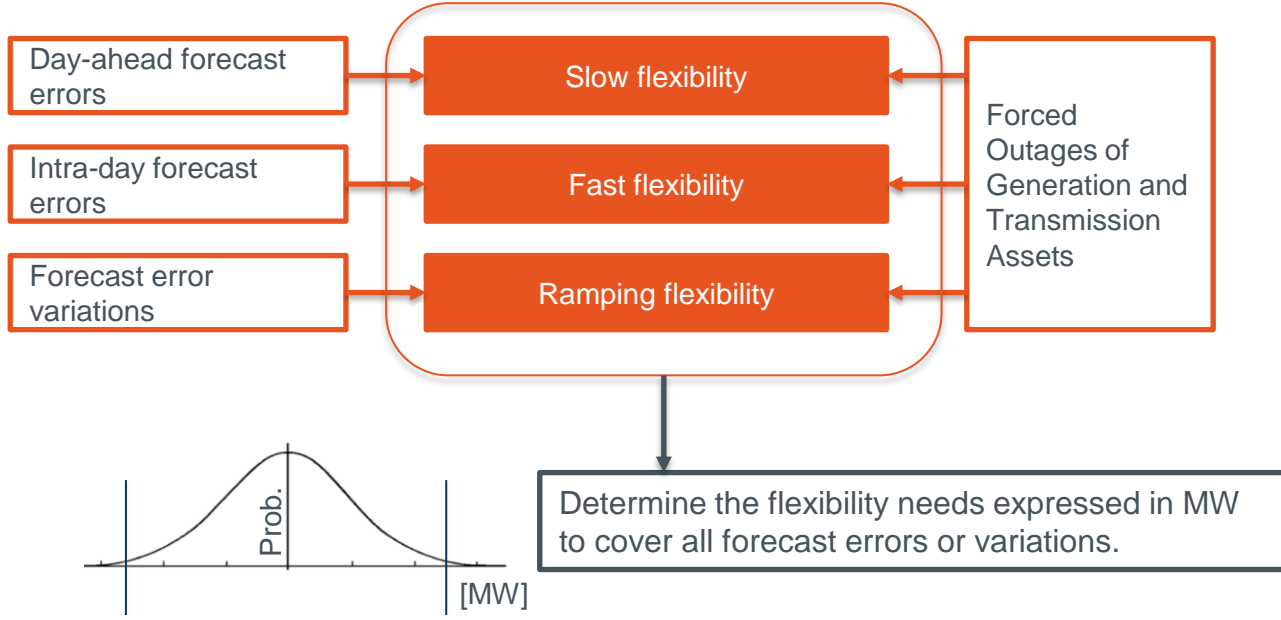 Day-ahead forecast
errors
Slow flexibility
Intra-day forecast
errors
Fast flexibility
Forecast error
variations
Ramping flexibility
Forced
Outages of
Generation and
Transmission
Assets
Prob.
[MW]
Determine the flexibility needs expressed in MW
to cover all forecast errors or variations.